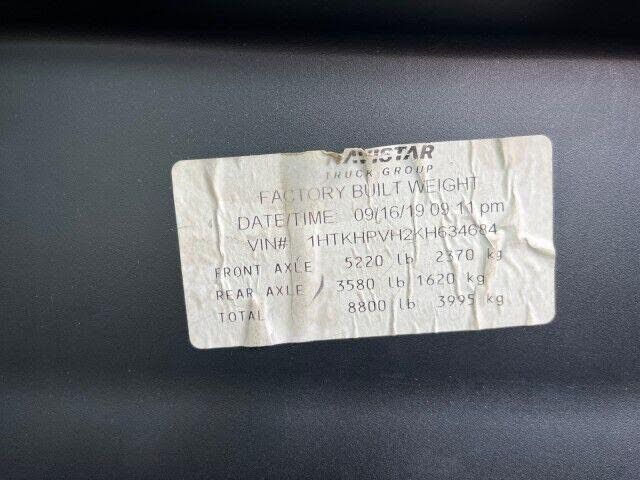 NAVISTAR
TRUCK GROUP
FACTORY BUILT WEIGHT
DATE/TIME: 09/16/19 09:11 pm
VIN#: 1HTKHPVH2KH634684
FRONT AXLE 5220 lb 2370 kg
REAR AXLE 3580 lb 1620 kg
TOTAL 8800 lb 3995 kg